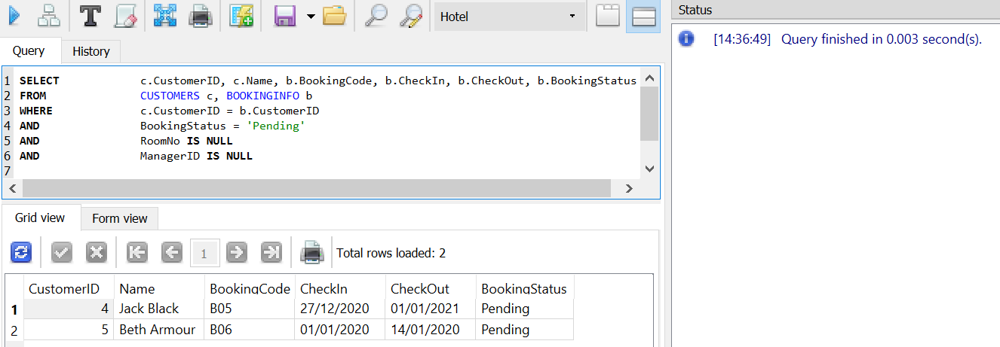 Hotel
Status
[14:36:49] Query finished in 0.003 second(s).
Query History
1 SELECT c.CustomerID, c.Name, b.BookingCode, b.CheckIn, b.CheckOut, b.BookingStatus
2 FROM CUSTOMERS c, BOOKINGINFO b
3 WHERE c.CustomerID = b.CustomerID
4 AND BookingStatus = 'Pending'
5 AND RoomNo IS NULL
6 AND ManagerID IS NULL
7
Grid view Form view
1 Total rows loaded: 2
CustomerID Name BookingCode CheckIn CheckOut BookingStatus
1 4 Jack Black B05 27/12/2020 01/01/2021 Pending
2 5 Beth Armour B06 01/01/2020 14/01/2020 Pending